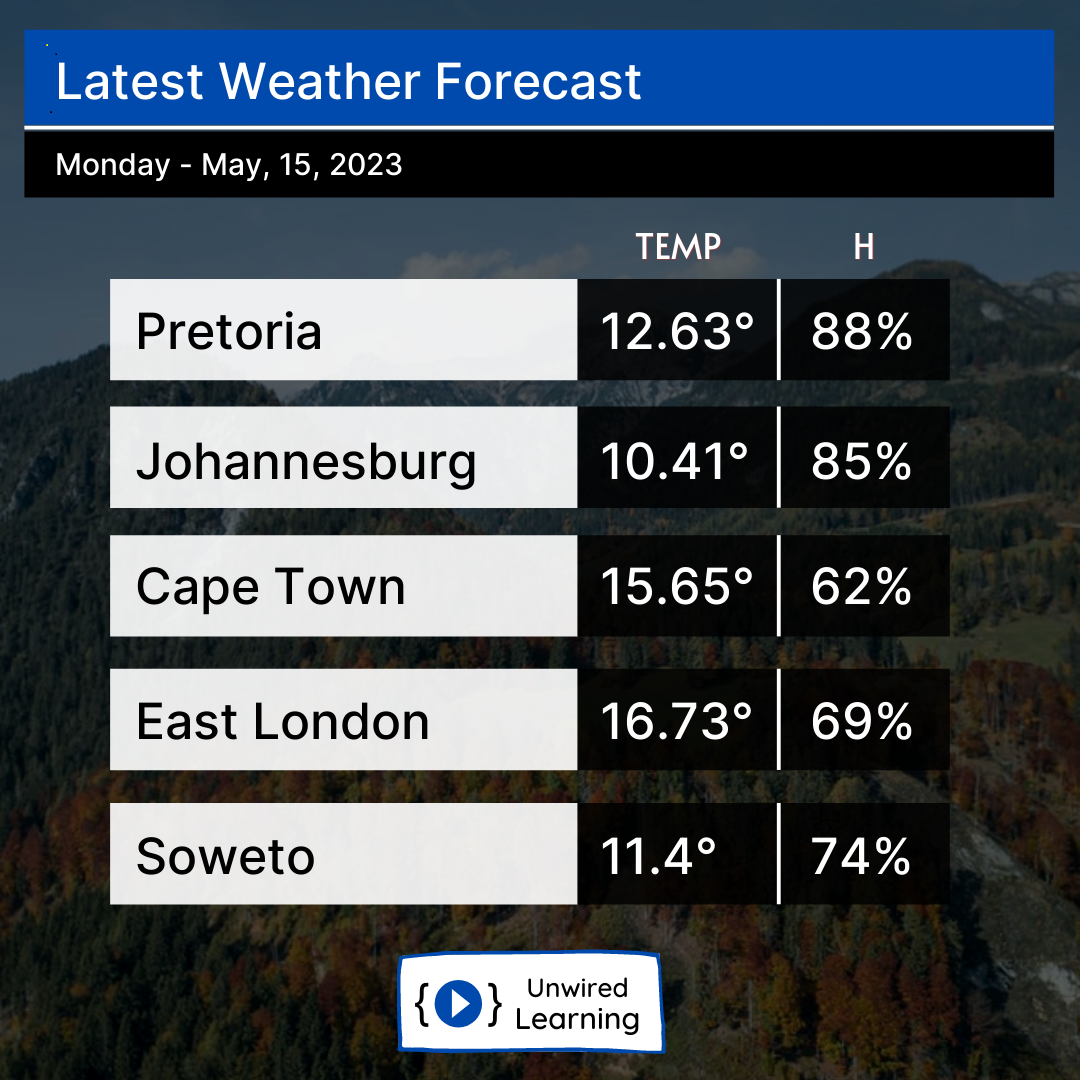 Latest Weather Forecast
Monday - May, 15, 2023
TEMP H
Pretoria 12.63° 88%
Johannesburg 10.41° 85%
Cape Town 15.65° 62%
East London 16.73° 69%
Soweto 11.4° 74%
{ } Unwired
Learning